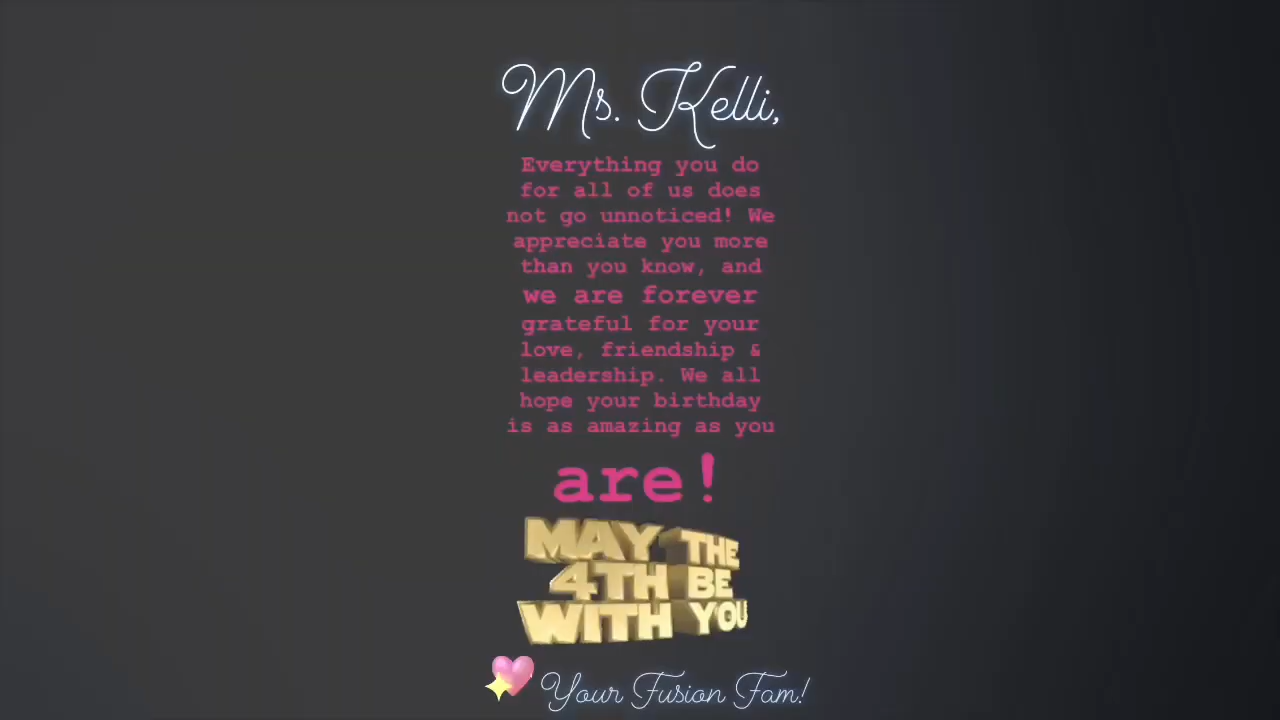 Ms. Kelli,
Everything you do
for all of us does
not go unnoticed! We
appreciate you more
than you know, and
we are forever
grateful for your
love, friendship &
leadership. We all
hope your birthday
is as amazing as you
are!
MAY THE
4TH BE
WITH YOU
Your Fusion Fam!